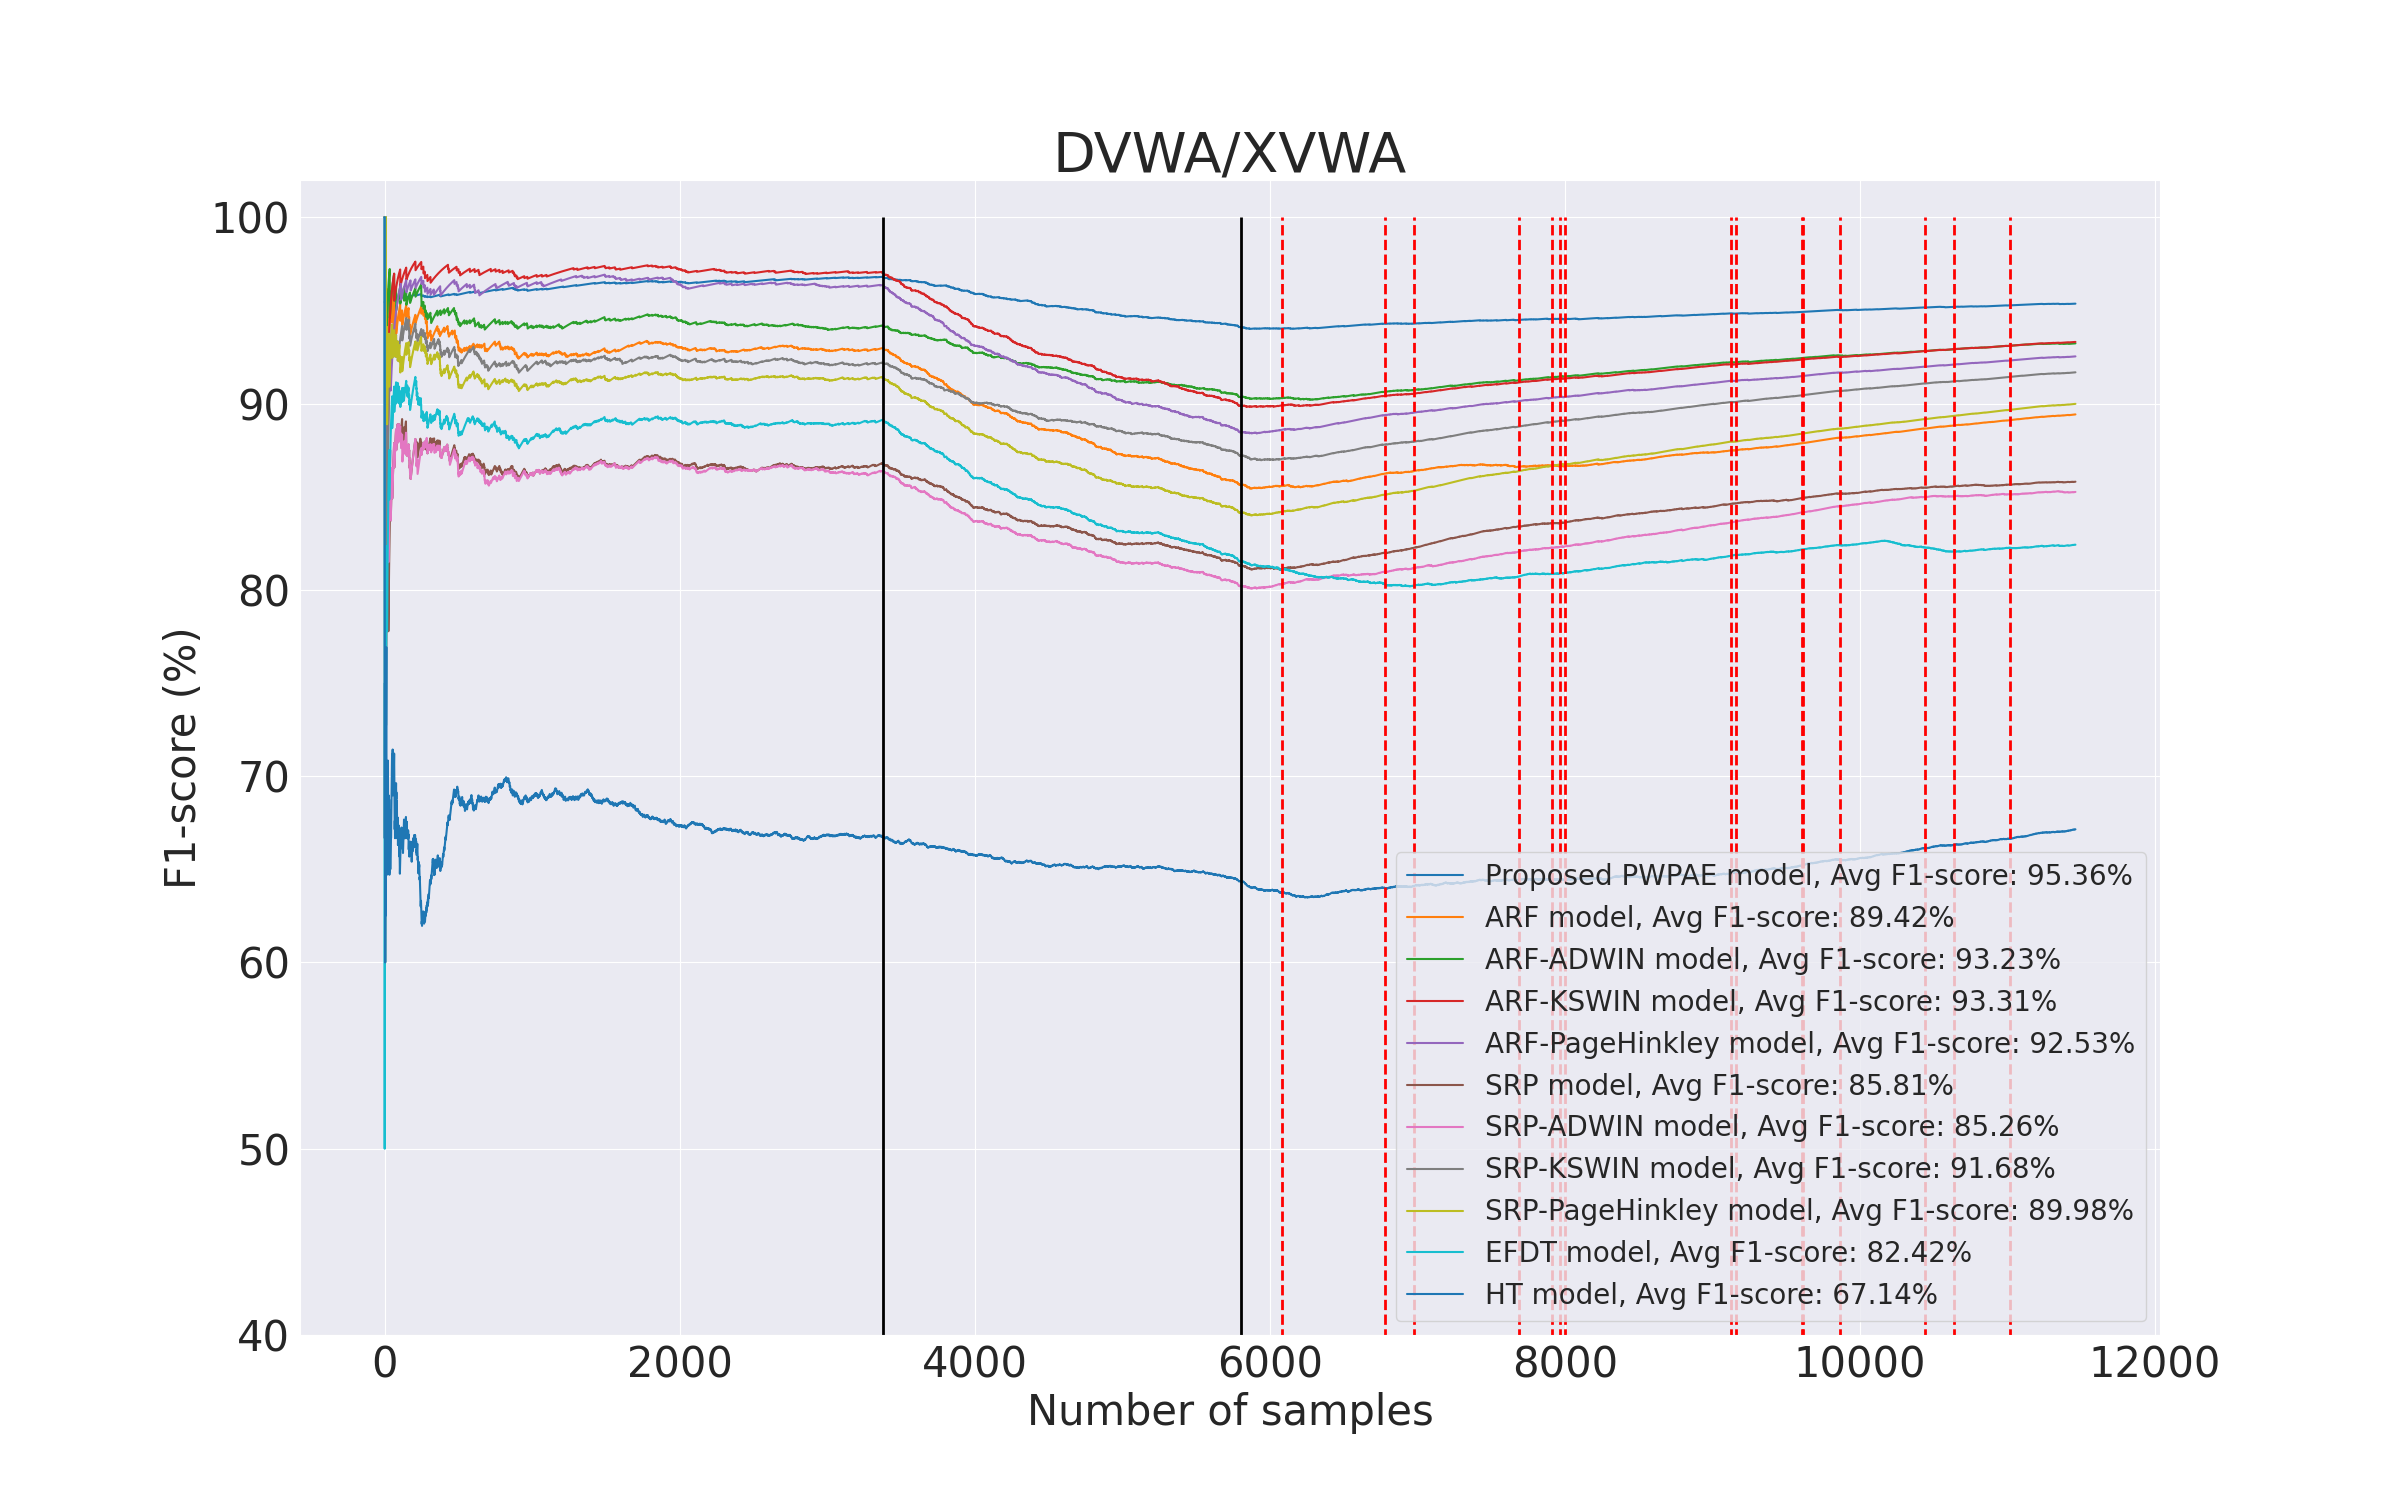 DVWA/XVWA
100
90
80
70
60
50
40
F1-score (%)
Proposed PWPAE model, Avg F1-score: 95.36%
ARF model, Avg F1-score: 89.42%
ARF-ADWIN model, Avg F1-score: 93.23%
ARF-KSWIN model, Avg F1-score: 93.31%
ARF-PageHinkley model, Avg F1-score: 92.53%
SRP model, Avg F1-score: 85.81%
SRP-ADWIN model, Avg F1-score: 85.26%
SRP-KSWIN model, Avg F1-score: 91.68%
SRP-PageHinkley model, Avg F1-score: 89.98%
EFDT model, Avg F1-score: 82.42%
HT model, Avg F1-score: 67.14%
0 2000 4000 6000 8000 10000 12000
Number of samples